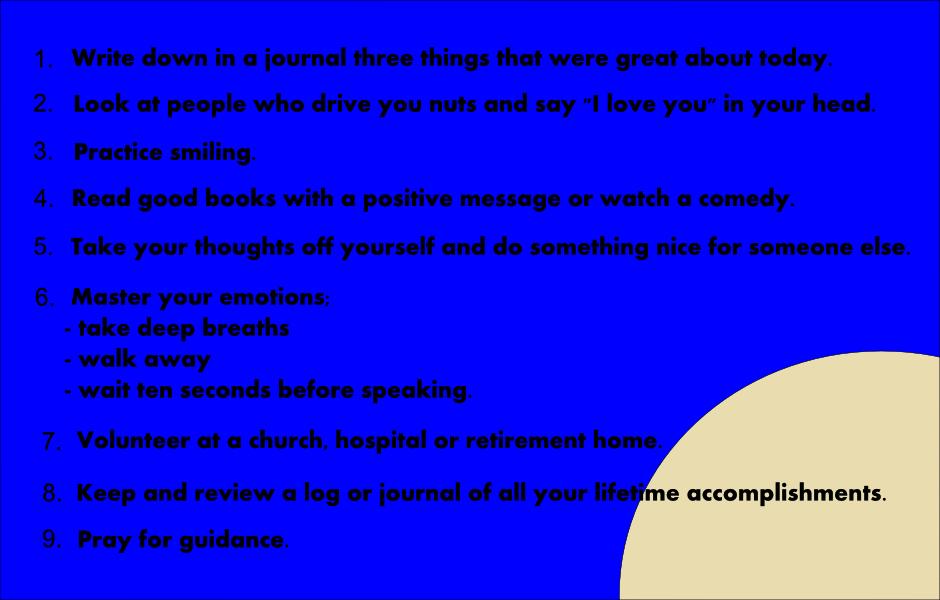 1. Write down in a journal three things that were great about today.
2. Look at people who drive you nuts and say "I love you" in your head.
3. Practice smiling.
4. Read good books with a positive message or watch a comedy.
5. Take your thoughts off yourself and do something nice for someone else.
6. Master your emotions;
- take deep breaths
- walk away
- wait ten seconds before speaking.
7. Volunteer at a church, hospital or retirement home.
8. Keep and review a log or journal of all your lifetime accomplishments.
9. Pray for guidance.